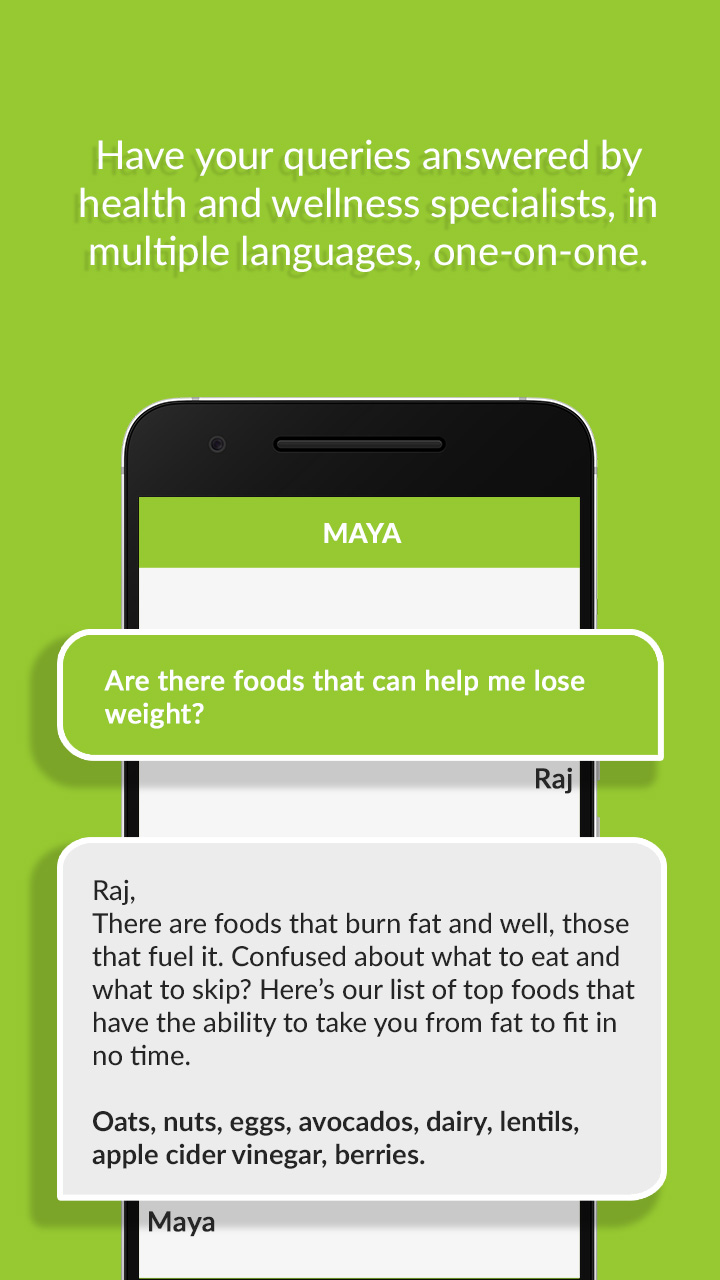 Have your queries answered by
health and wellness specialists, in
multiple languages, one-on-one.
MAYA
Are there foods that can help me lose
weight?
Raj
Raj,
There are foods that burn fat and well, those
that fuel it. Confused about what to eat and
what to skip? Here’s our list of top foods that
have the ability to take you from fat to fit in
no time.
Oats, nuts, eggs, avocados, dairy, lentils,
apple cider vinegar, berries.
Maya